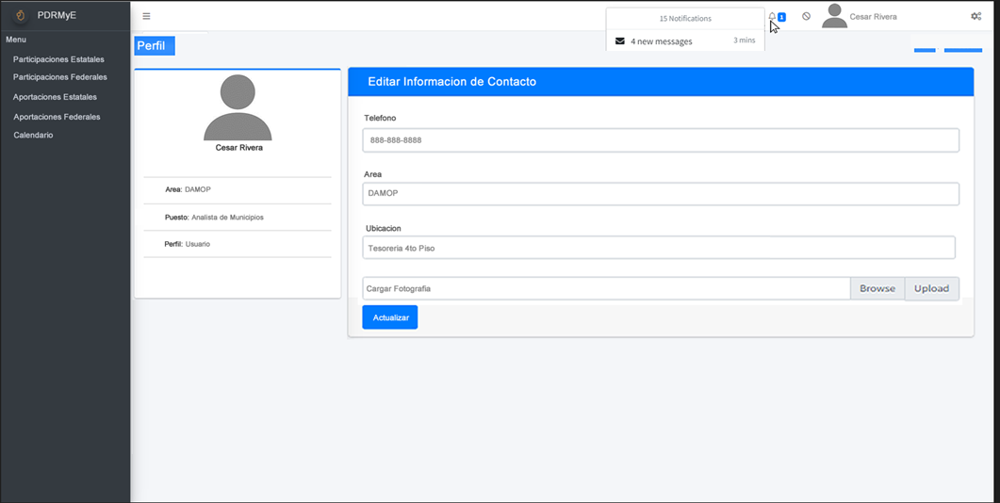 PDRMyE
15 Notifications
1
Cesar Rivera
4 new messages 3 mins
Menu
Participaciones Estatales
Participaciones Federales
Aportaciones Estatales
Aportaciones Federales
Calendario
Perfil
Cesar Rivera
Area: DAMOP
Puesto: Analista de Municipios
Perfil: Usuario
Editar Informacion de Contacto
Telefono
888-888-8888
Area
DAMOP
Ubicacion
Tesoreria 4to Piso
Cargar Fotografia Browse Upload
Actualizar